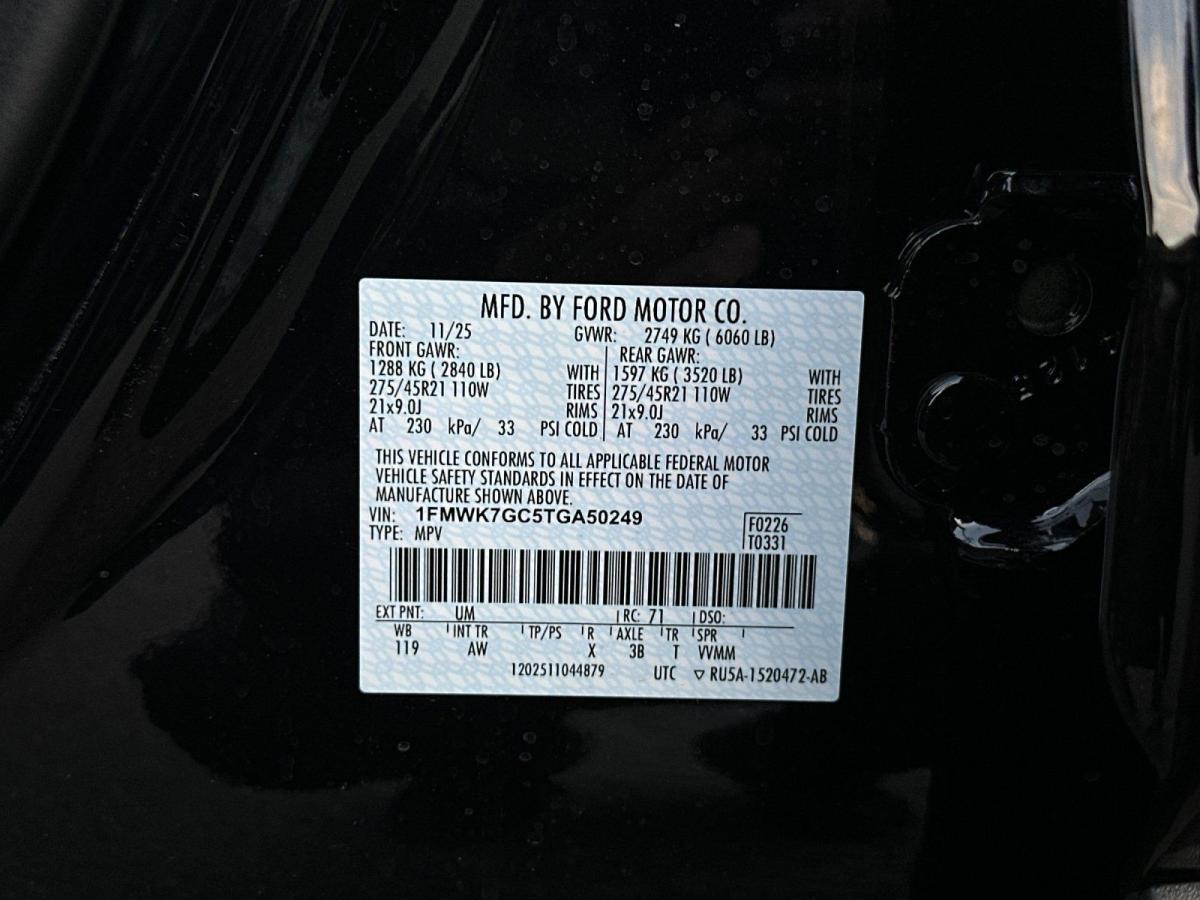 MFD. BY FORD MOTOR CO.
DATE: 11/25 GVWR: 2749 KG ( 6060 LB)
FRONT GAWR: REAR GAWR:
1288 KG ( 2840 LB) WITH 1597 KG ( 3520 LB) WITH
275/45R21 110W TIRES 275/45R21 110W TIRES
21x9.0J RIMS 21x9.0J RIMS
AT 230 kPa/ 33 PSI COLD AT 230 kPa/ 33 PSI COLD
THIS VEHICLE CONFORMS TO ALL APPLICABLE FEDERAL MOTOR
VEHICLE SAFETY STANDARDS IN EFFECT ON THE DATE OF
MANUFACTURE SHOWN ABOVE.
VIN: 1FMWK7GC5TGA50249 F0226
TYPE: MPV T0331
EXT PNT: UM RC: 71 DSO:
WB INT TR TP/PS R AXLE TR SPR
119 AW X 3B T VVMM
1202511044879 UTC ▽ RU5A-1520472-AB